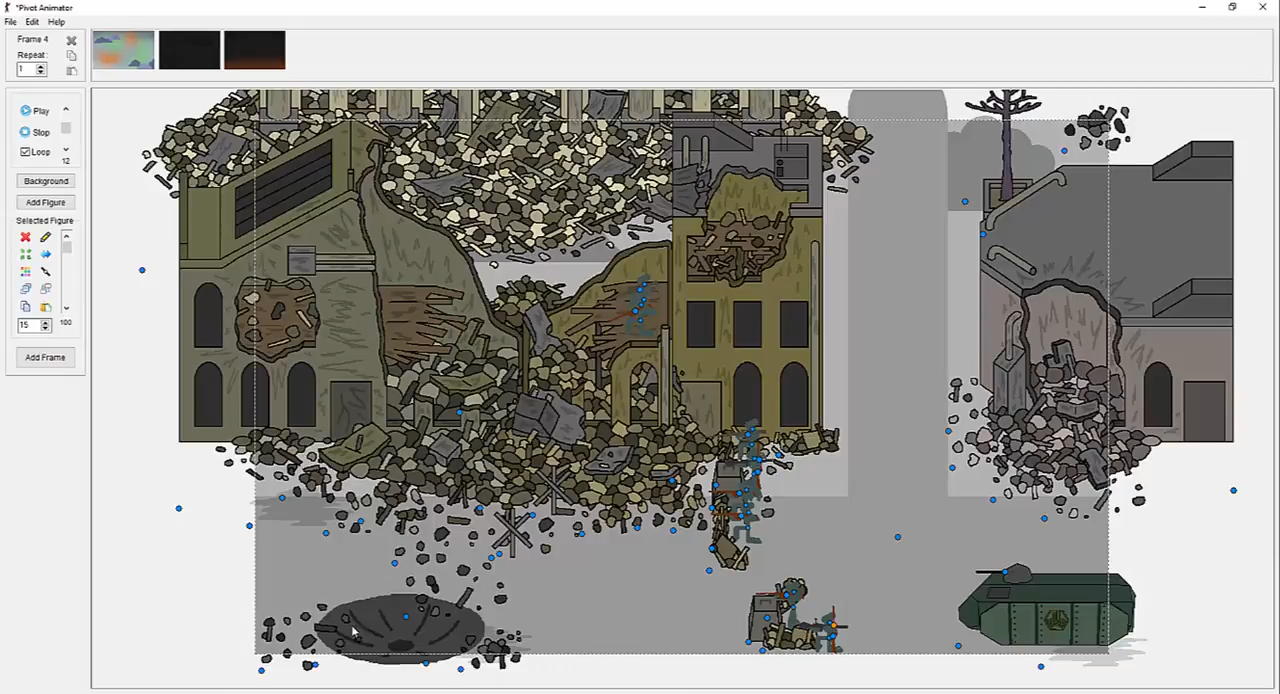 *Pivot Animator
File Edit Help
Frame 4
Repeat:
1
Play
Stop
Loop
12
Background
Add Figure
Selected Figure
15
100
Add Frame